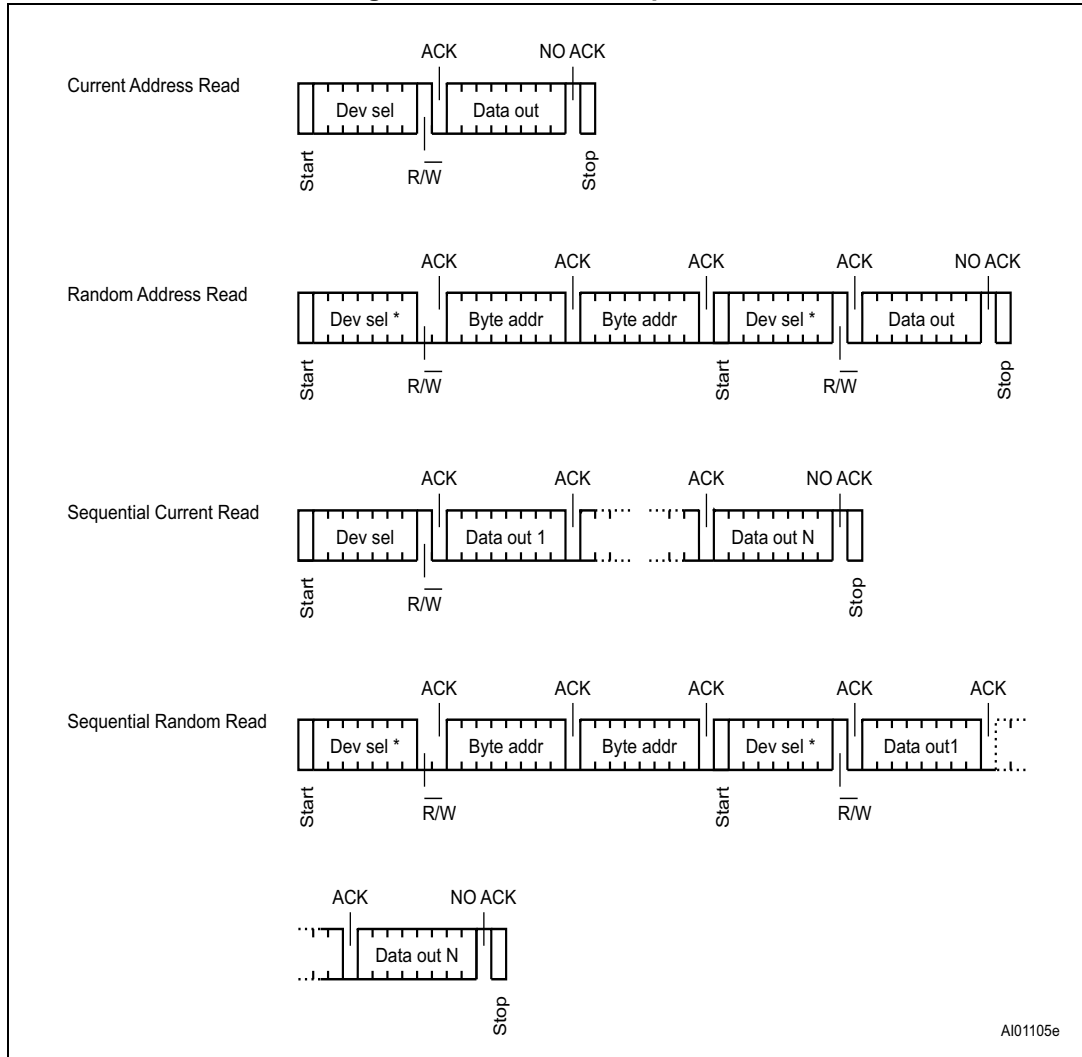 ACK NO ACK
Current Address Read
Dev sel Data out
Start R/W Stop
ACK ACK ACK ACK NO ACK
Random Address Read
Dev sel * Byte addr Byte addr Dev sel * Data out
Start R/W Start R/W Stop
ACK ACK ACK NO ACK
Sequential Current Read
Dev sel Data out 1 Data out N
Start R/W Stop
ACK ACK ACK ACK ACK
Sequential Random Read
Dev sel * Byte addr Byte addr Dev sel * Data out1
Start R/W Start R/W
ACK NO ACK
Data out N
Stop
AI01105e